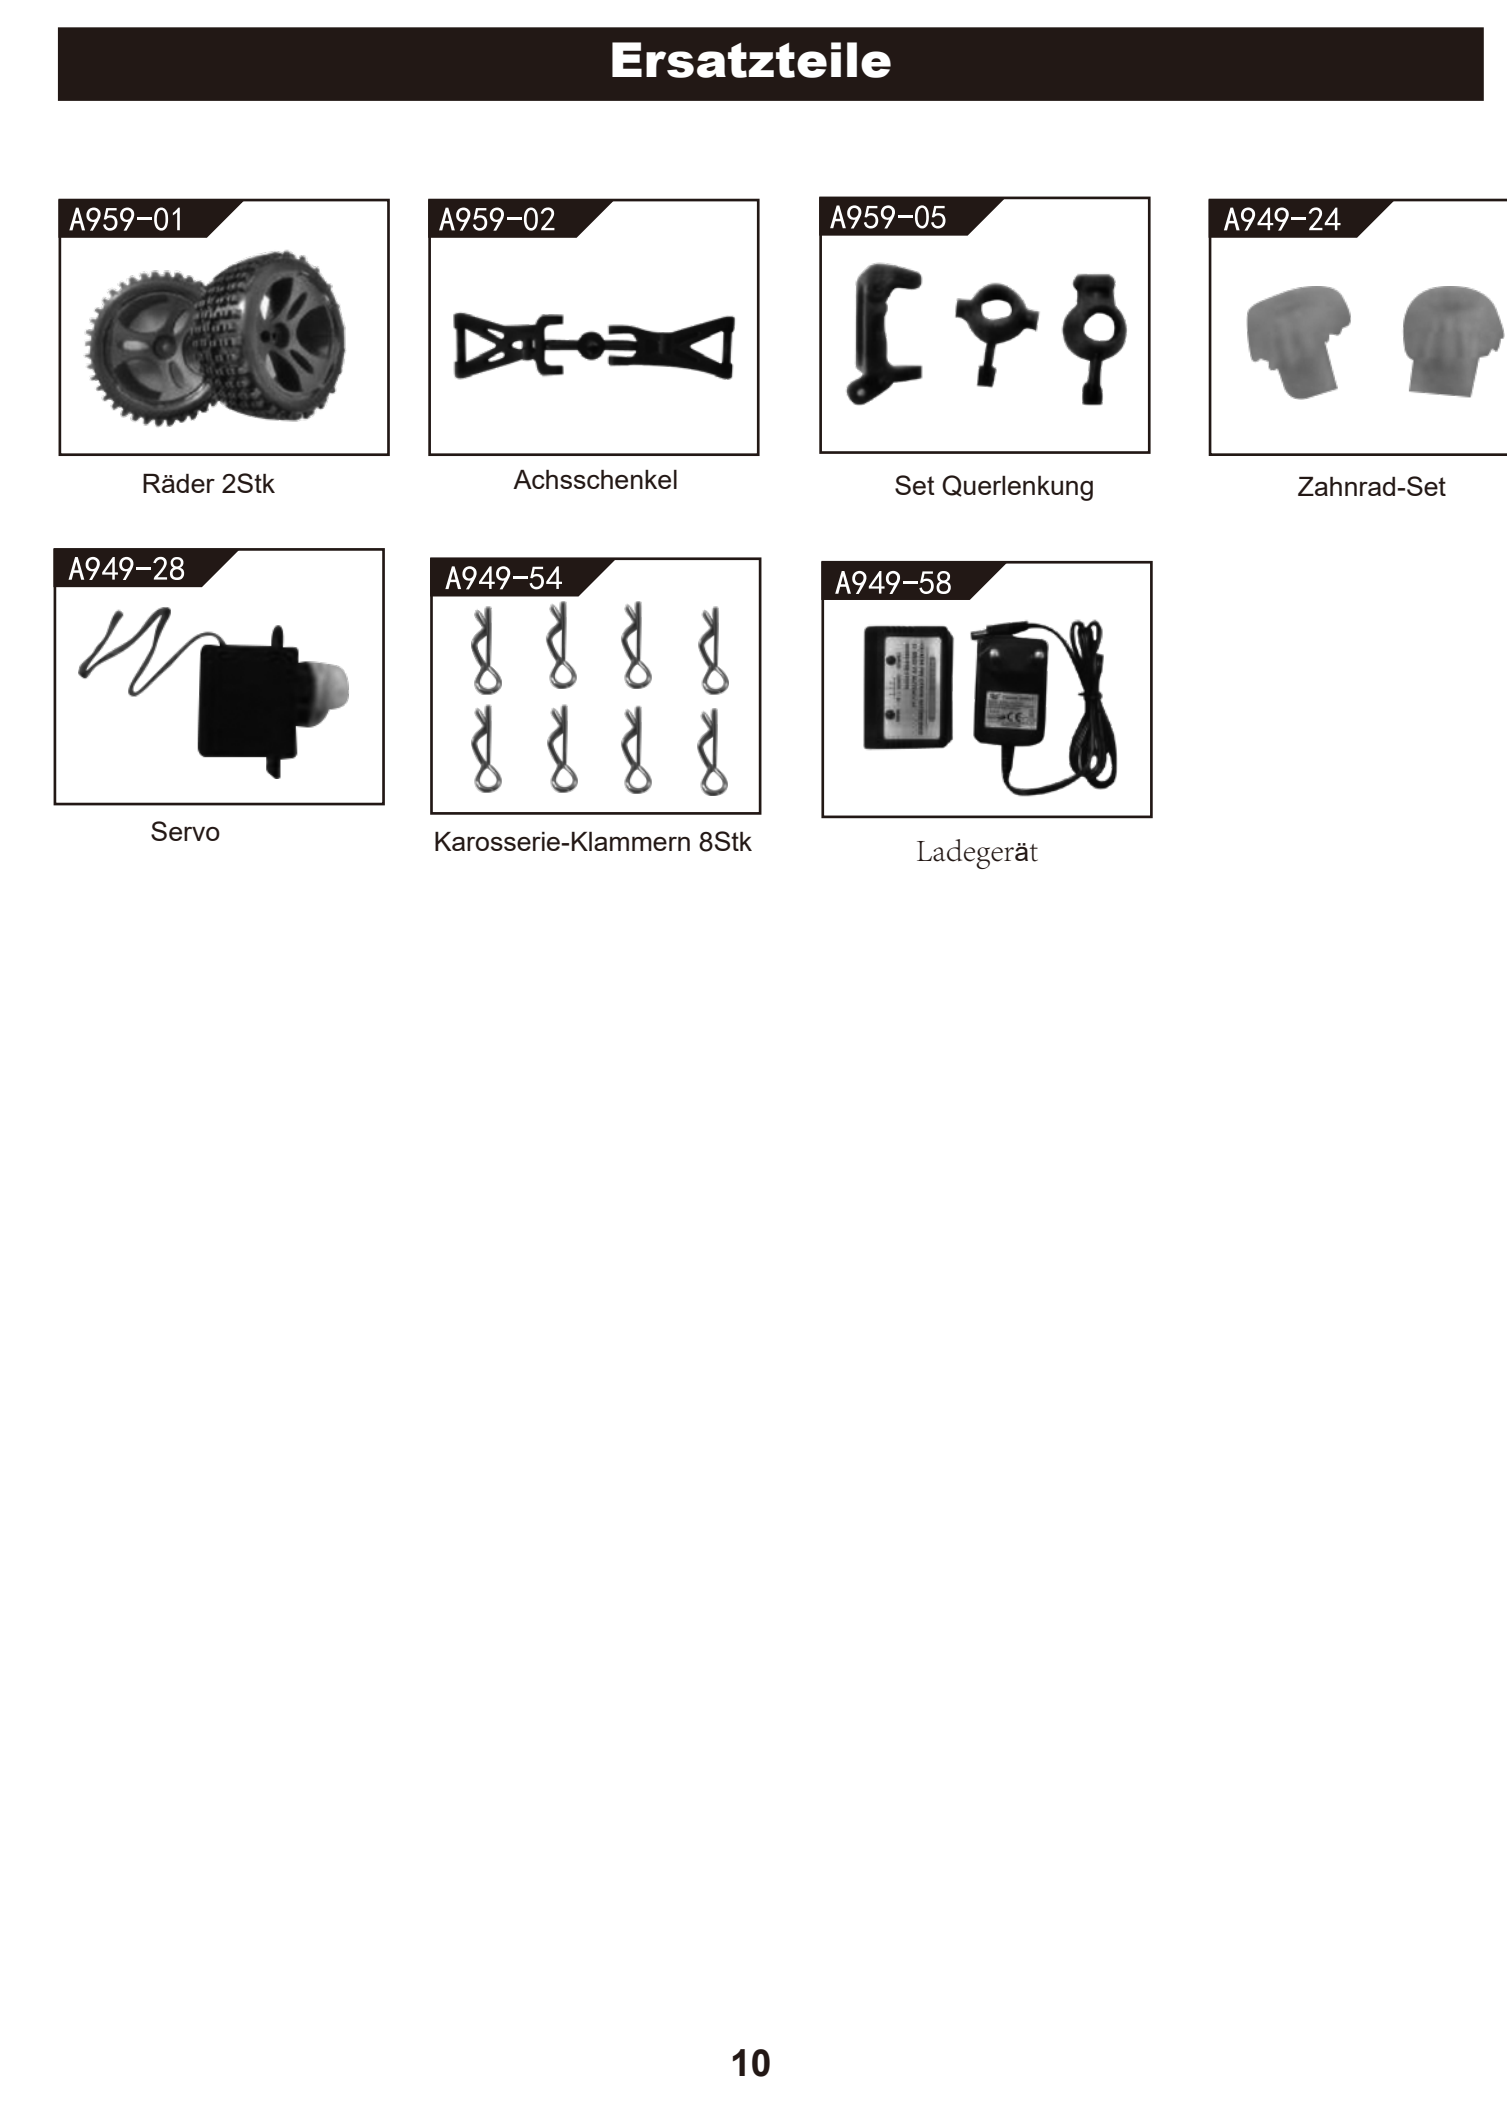 Ersatzteile
A959-01
A959-02
A959-05
A949-24
Räder 2Stk
Achsschenkel
Set Querlenkung
Zahnrad-Set
A949-28
A949-54
A949-58
Servo
Karosserie-Klammern 8Stk
Ladegerät
10